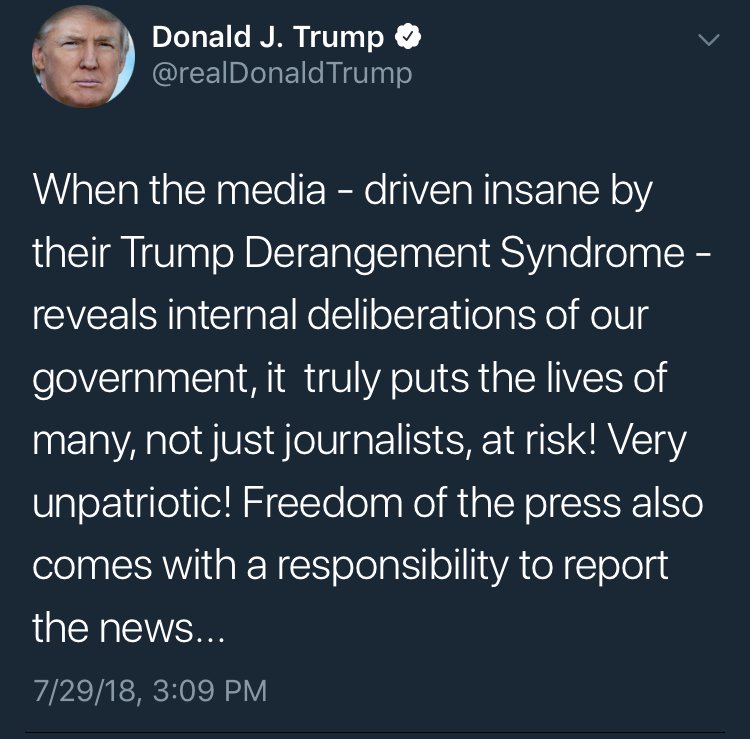 Donald J. Trump
@realDonaldTrump
When the media - driven insane by
their Trump Derangement Syndrome -
reveals internal deliberations of our
government, it  truly puts the lives of
many, not just journalists, at risk! Very
unpatriotic! Freedom of the press also
comes with a responsibility to report
the news...
7/29/18, 3:09 PM